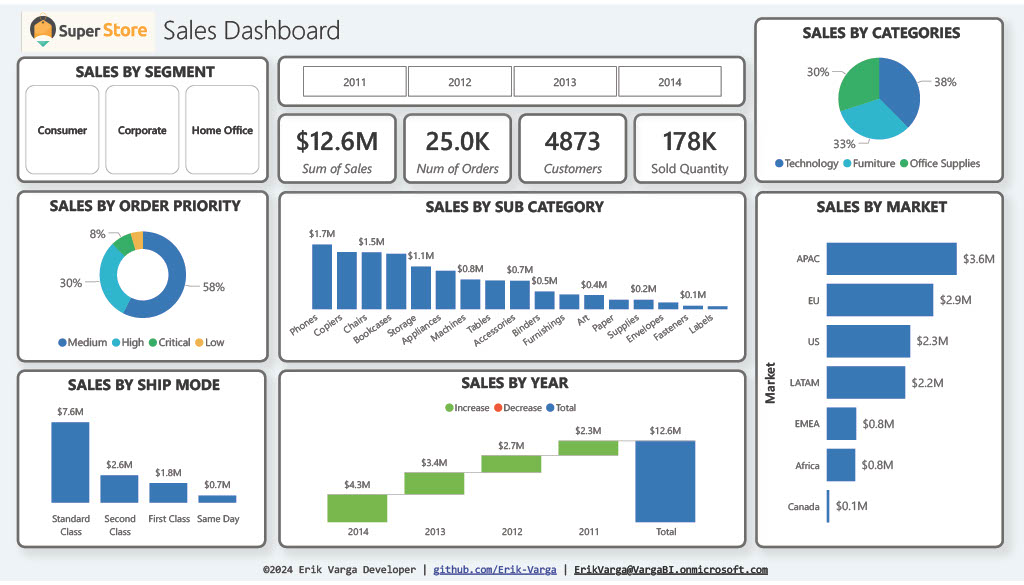 Super Store
Sales Dashboard
SALES BY SEGMENT
Consumer
Corporate
Home Office
2011
2012
2013
2014
$12.6M
Sum of Sales
25.0K
Num of Orders
4873
Customers
178K
Sold Quantity
SALES BY CATEGORIES
30%
38%
33%
Technology
Furniture
Office Supplies
SALES BY ORDER PRIORITY
8%
30%
58%
Medium
High
Critical
Low
SALES BY SUB CATEGORY
$1.7M
$1.5M
$1.1M
$0.8M
$0.7M
$0.5M
$0.4M
$0.2M
$0.1M
Phones
Copiers
Chairs
Bookcases
Storage
Appliances
Machines
Tables
Accessories
Binders
Furnishings
Art
Paper
Supplies
Envelopes
Fasteners
Labels
SALES BY MARKET
Market
APAC
$3.6M
EU
$2.9M
US
$2.3M
LATAM
$2.2M
EMEA
$0.8M
Africa
$0.8M
Canada
$0.1M
SALES BY SHIP MODE
$7.6M
$2.6M
$1.8M
$0.7M
Standard
Class
Second
Class
First Class
Same Day
SALES BY YEAR
Increase
Decrease
Total
$4.3M
$3.4M
$2.7M
$2.3M
$12.6M
2014
2013
2012
2011
Total
©2024 Erik Varga Developer | github.com/Erik-Varga | ErikVarga@VargaBI.onmicrosoft.com